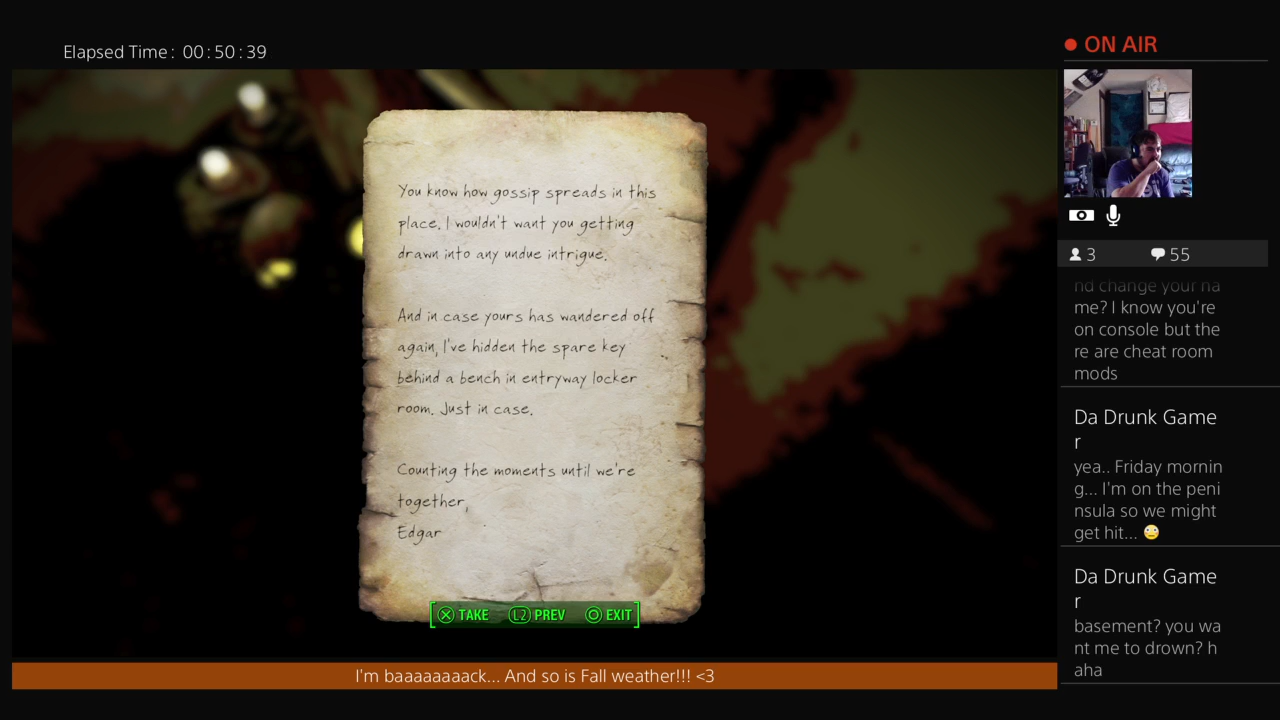 Elapsed Time: 00:50:39
ON AIR
You know how gossip spreads in this
place. I wouldn't want you getting
drawn into any undue intrigue.
And in case yours has wandered off
again, I've hidden the spare key
behind a bench in entryway locker
room. Just in case.
Counting the moments until we're
together,
Edgar
TAKE L2 PREV EXIT
I'm baaaaaaaack... And so is Fall weather!!! <3
3 55
nd change your na
me? I know you're
on console but the
re are cheat room
mods
Da Drunk Game
r
yea.. Friday mornin
g... I'm on the peni
nsula so we might
get hit... 🙄
Da Drunk Game
r
basement? you wa
nt me to drown? h
aha